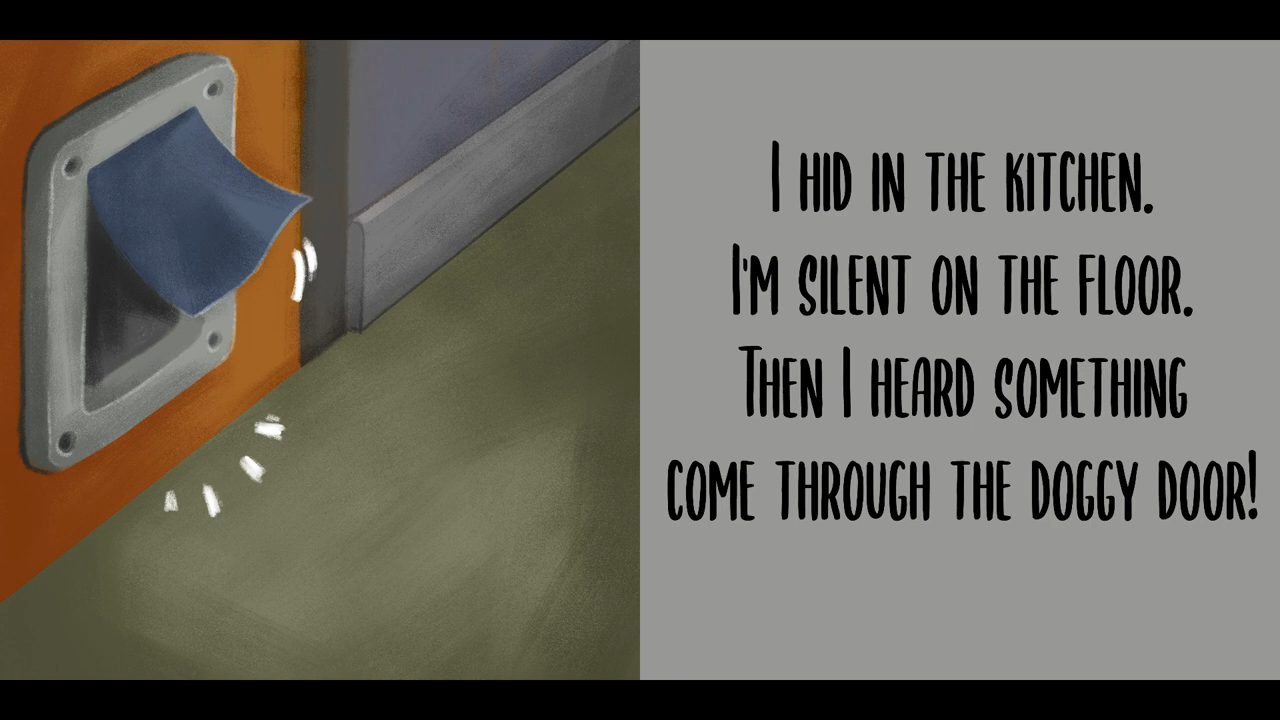 I HID IN THE KITCHEN.
I'M SILENT ON THE FLOOR.
THEN I HEARD SOMETHING
COME THROUGH THE DOGGY DOOR!